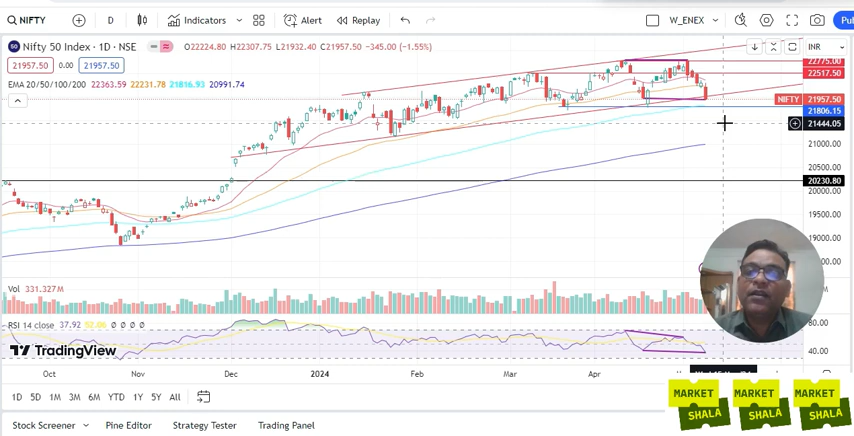 NIFTY D Indicators Alert Replay W_ENEX Pu
Nifty 50 Index · 1D · NSE O22224.80 H22307.75 L21932.40 C21957.50 −345.00 (−1.55%) INR
21957.50 0.00 21957.50
EMA 20/50/100/200 22363.59 22231.78 21816.93 20991.74
22775.00
22517.50
NIFTY 21957.50
21806.15
21444.05
21000.00
20500.00
20230.80
20000.00
19500.00
19000.00
Vol 331.327M
RSI 14 close 37.92 52.00 Ø Ø Ø Ø
80.00
40.00
TradingView
Oct Nov Dec 2024 Feb Mar Apr
1D 5D 1M 3M 6M YTD 1Y 5Y All
Stock Screener Pine Editor Strategy Tester Trading Panel
MARKET SHALA
MARKET SHALA
MARKET SHALA